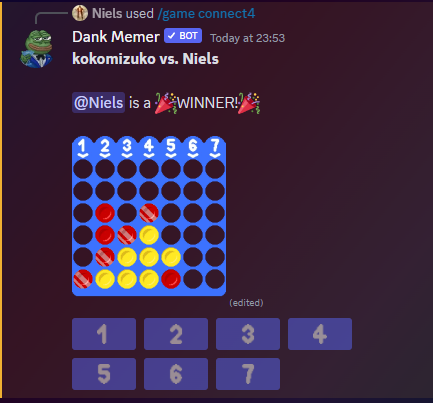 Niels used /game connect4
Dank Memer ✓ BOT Today at 23:53
kokomizuko vs. Niels
@Niels is a 🎉WINNER!🎉
1 2 3 4 5 6 7
(edited)
1 2 3 4
5 6 7